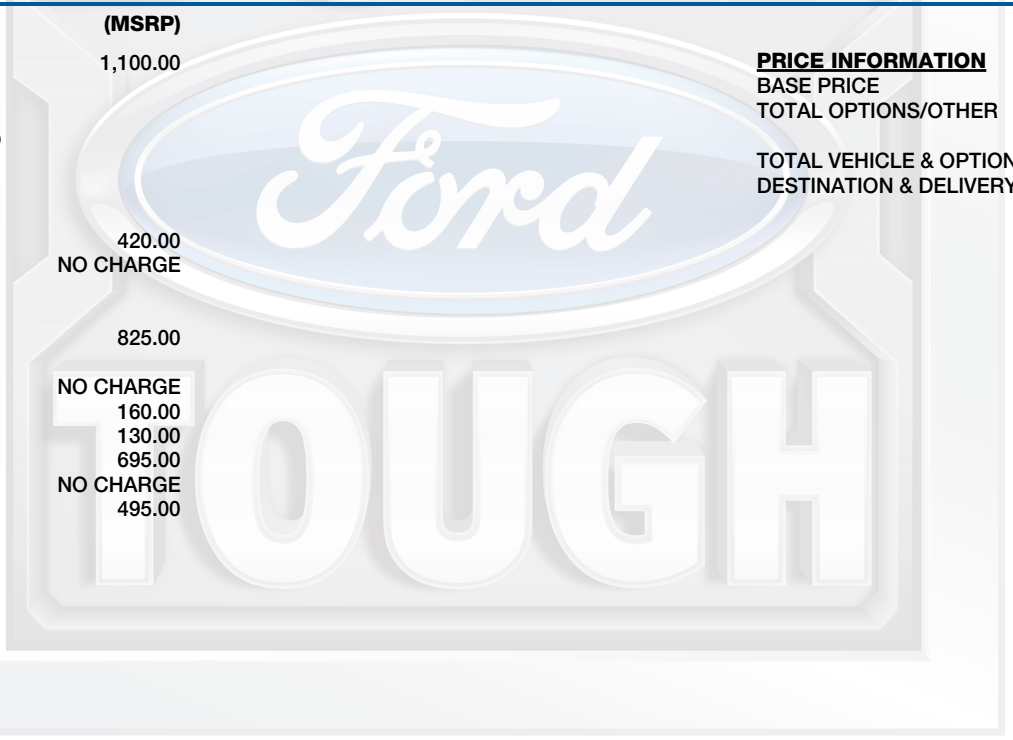 (MSRP)
1,100.00
420.00
NO CHARGE
825.00
NO CHARGE
160.00
130.00
695.00
NO CHARGE
495.00
PRICE INFORMATION
BASE PRICE
TOTAL OPTIONS/OTHER
TOTAL VEHICLE & OPTION
DESTINATION & DELIVERY
Ford
TOUGH